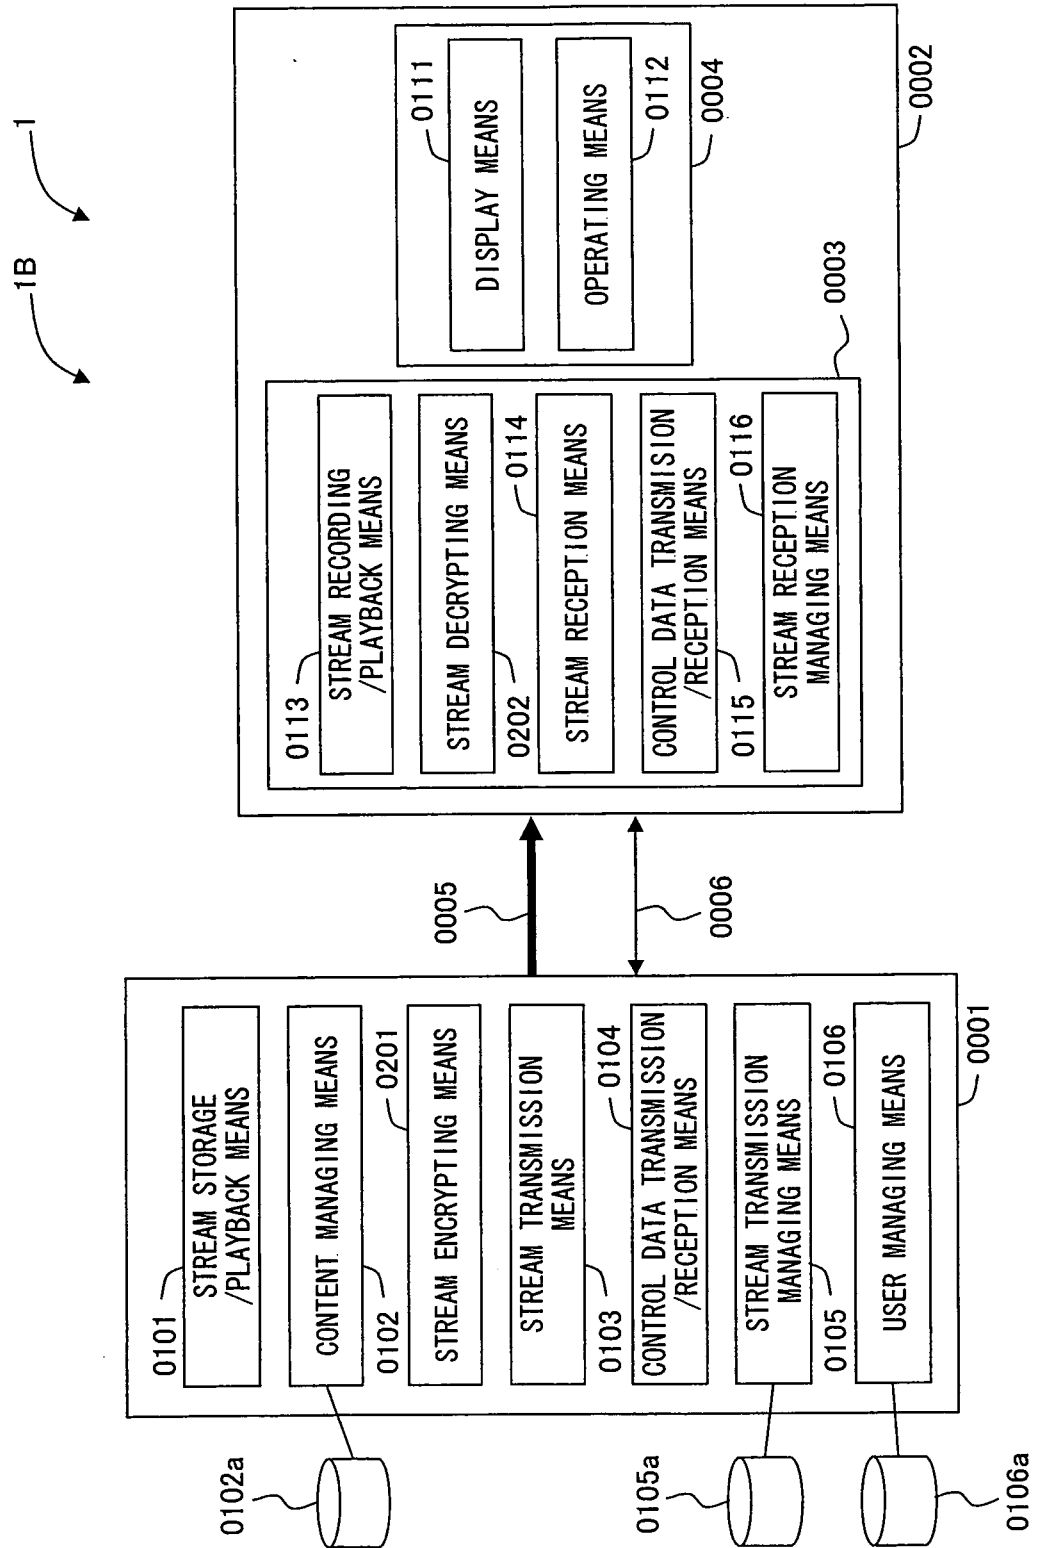 1
1B
0101
STREAM STORAGE
/PLAYBACK MEANS
CONTENT MANAGING MEANS
0102
0102a
0201
STREAM ENCRYPTING MEANS
STREAM TRANSMISSION
MEANS
0103
0104
CONTROL DATA TRANSMISSION
/RECEPTION MEANS
STREAM TRANSMISSION
MANAGING MEANS
0105
0105a
0106
USER MANAGING MEANS
0106a
0001
0005
0006
0113
STREAM RECORDING
/PLAYBACK MEANS
STREAM DECRYPTING MEANS
0202
0114
STREAM RECEPTION MEANS
CONTROL DATA TRANSMISION
/RECEPTION MEANS
0115
0116
STREAM RECEPTION
MANAGING MEANS
0003
0111
DISPLAY MEANS
OPERATING MEANS
0112
0004
0002